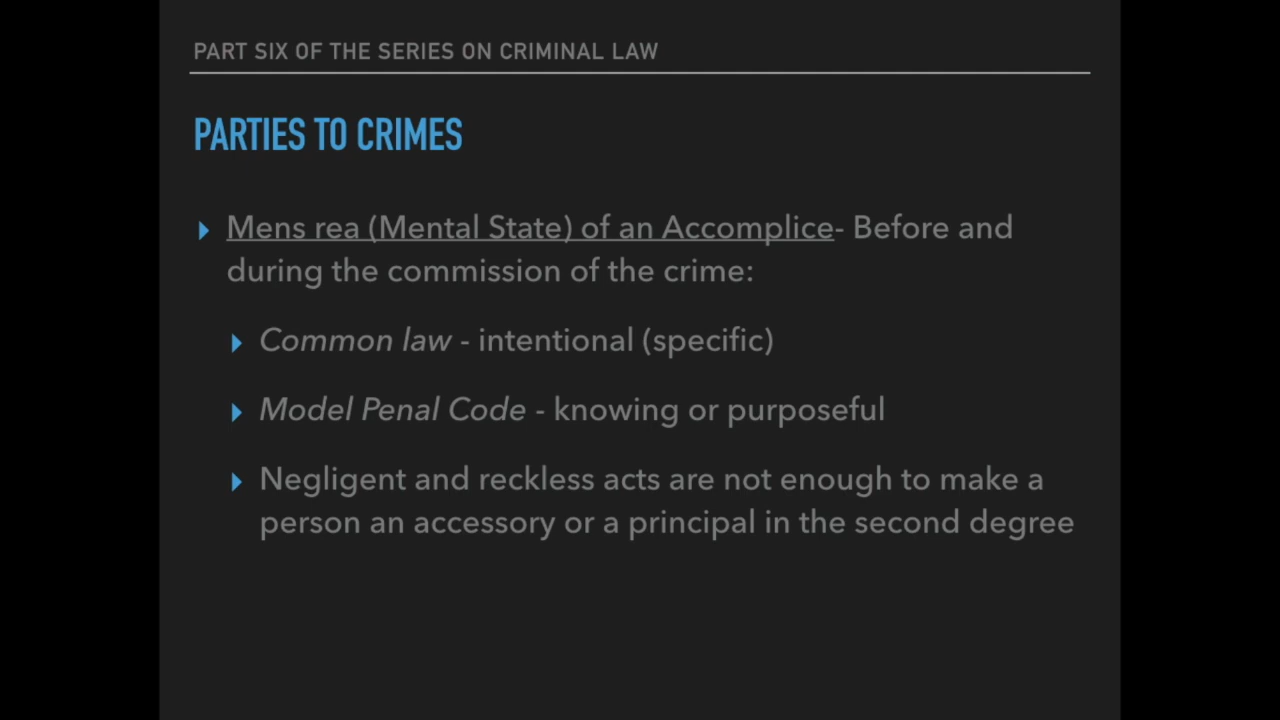 PART SIX OF THE SERIES ON CRIMINAL LAW
PARTIES TO CRIMES
Mens rea (Mental State) of an Accomplice- Before and
during the commission of the crime:
Common law - intentional (specific)
Model Penal Code - knowing or purposeful
Negligent and reckless acts are not enough to make a
person an accessory or a principal in the second degree